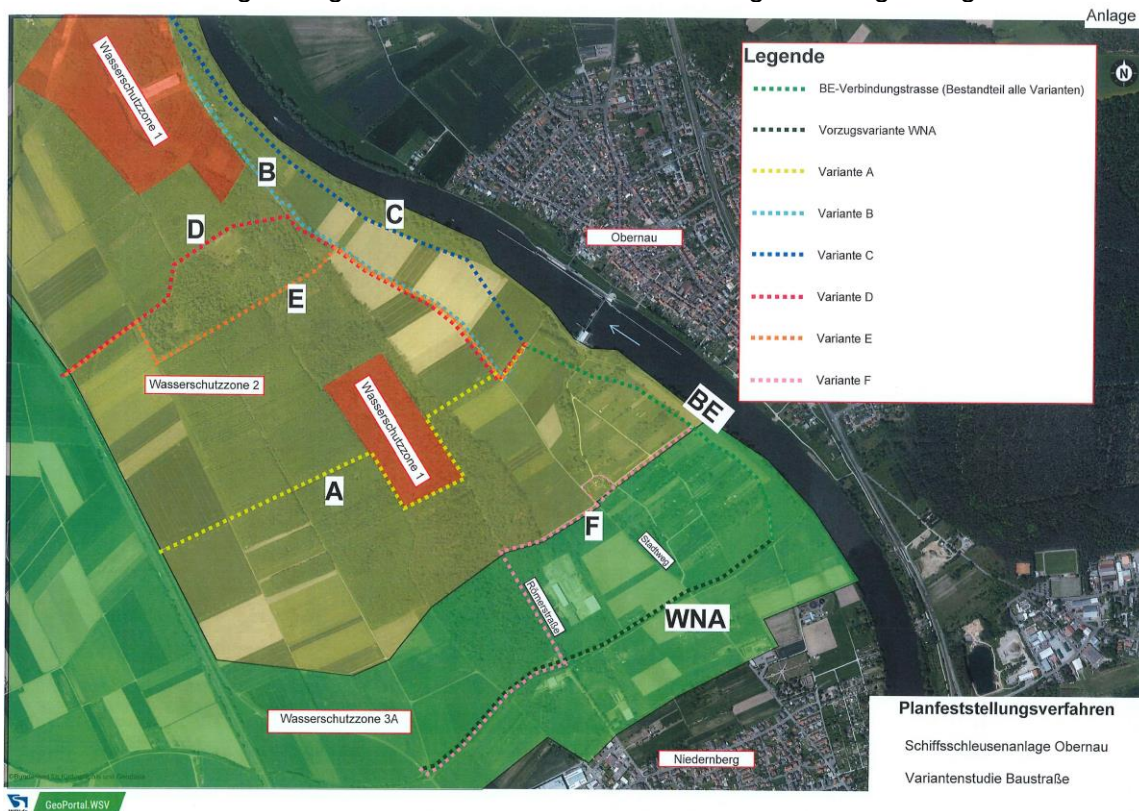 Anlage
Legende
BE-Verbindungstrasse (Bestandteil alle Varianten)
Vorzugsvariante WNA
Variante A
Variante B
Variante C
Variante D
Variante E
Variante F
N
Wasserschutzzone 1
B
C
D
Obernau
E
Wasserschutzzone 2
Wasserschutzzone 1
BE
A
F
Stadtweg
Römerstraße
WNA
Wasserschutzzone 3A
Niedernberg
Planfeststellungsverfahren
Schiffsschleusenanlage Obernau
Variantenstudie Baustraße
GeoPortal.WSV